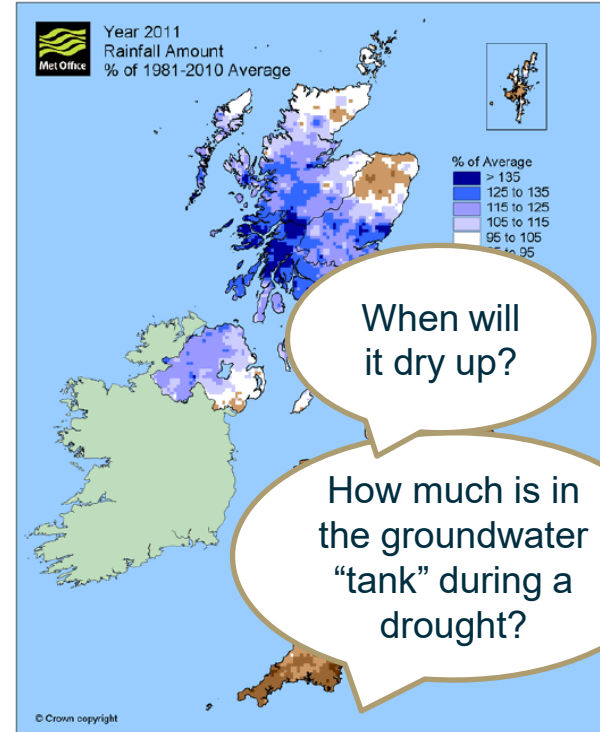 Met Office
Year 2011
Rainfall Amount
% of 1981-2010 Average
% of Average
> 135
125 to 135
115 to 125
105 to 115
95 to 105
95
When will
it dry up?
How much is in
the groundwater
“tank” during a
drought?
© Crown copyright